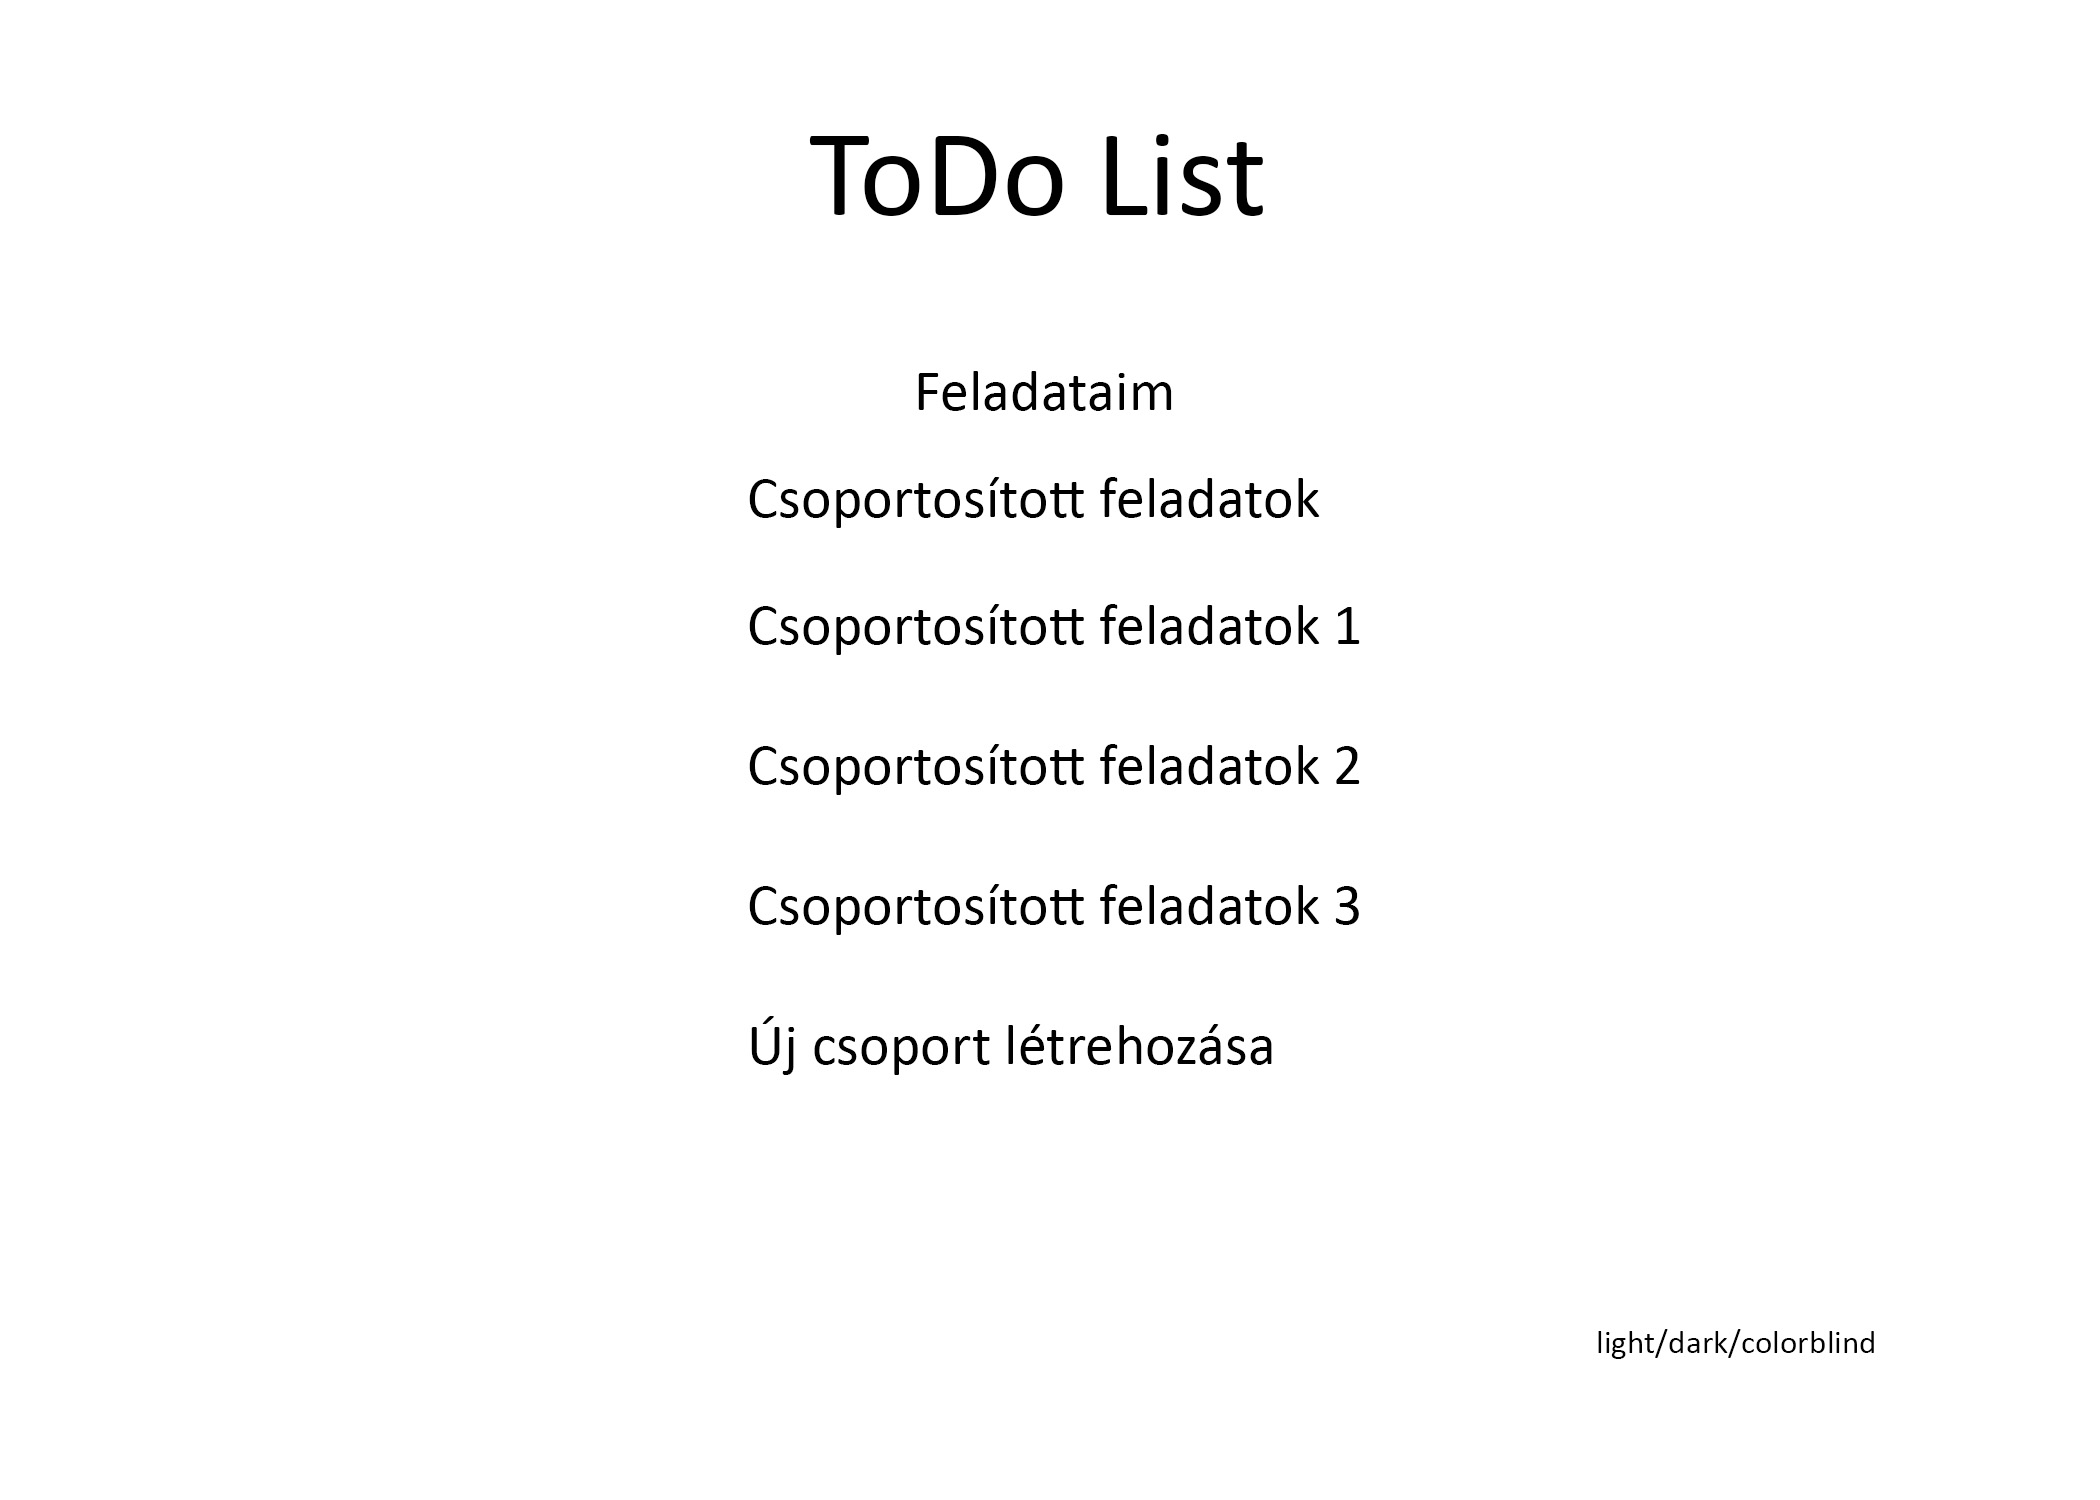 ToDo List
Feladataim
Csoportosított feladatok
Csoportosított feladatok 1
Csoportosított feladatok 2
Csoportosított feladatok 3
Új csoport létrehozása
light/dark/colorblind